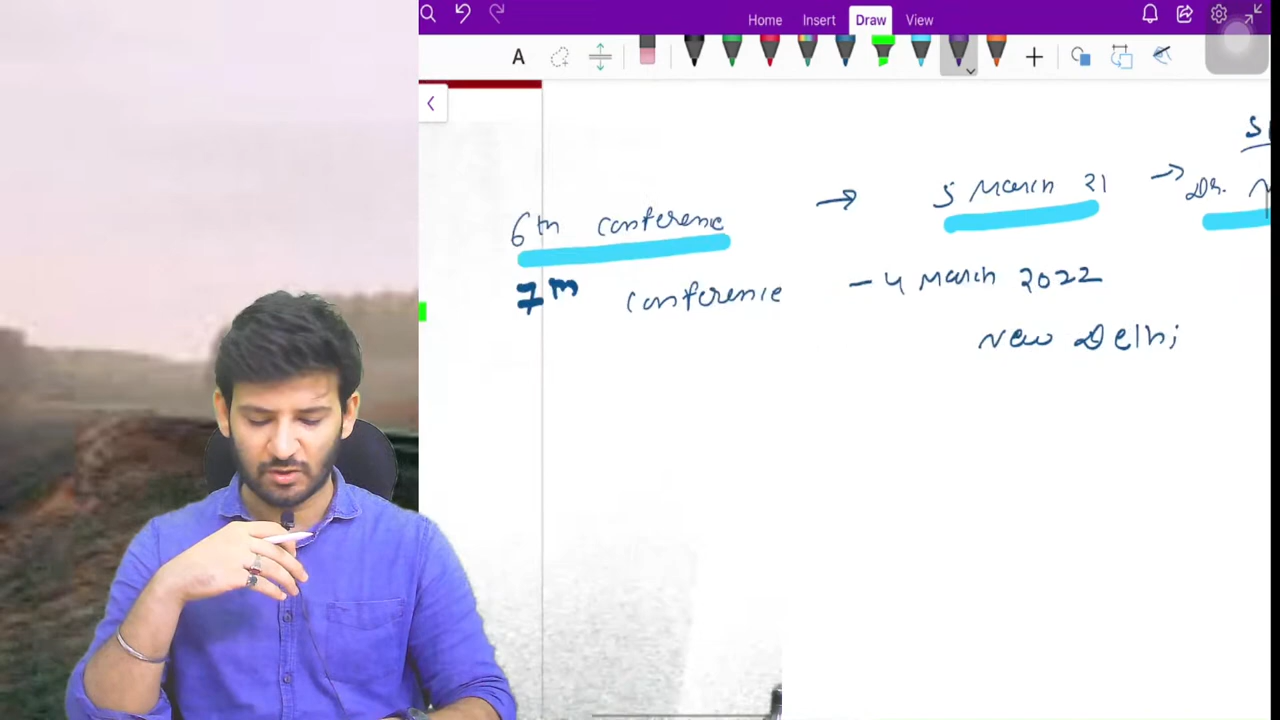 Home Insert Draw View
A
6th conference → 5 March 21 → Dr.
7th conference - 4 March 2022
New Delhi